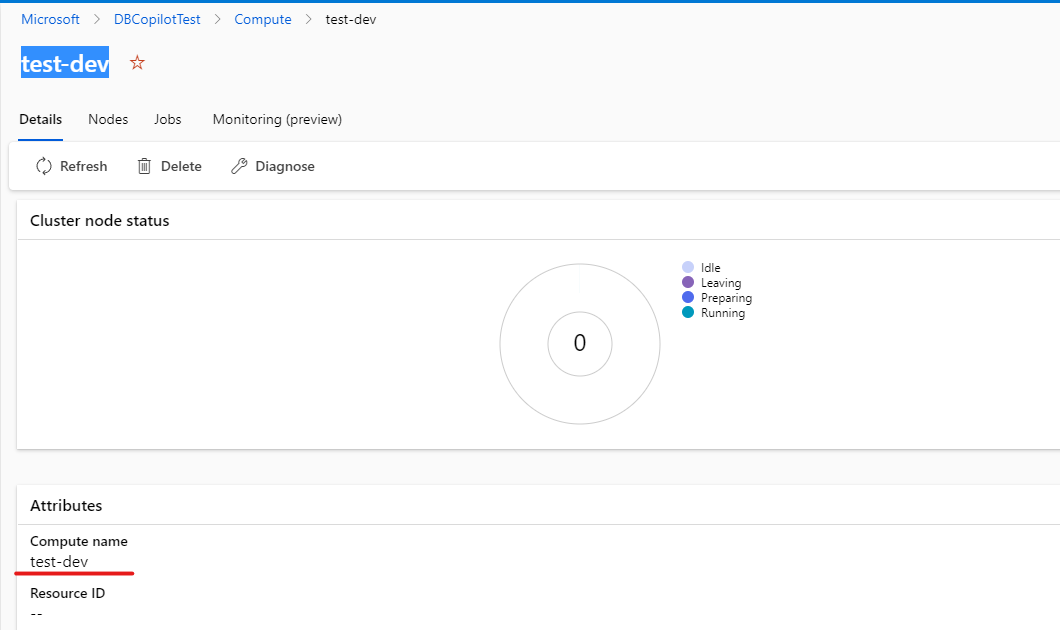 Microsoft > DBCopilotTest > Compute > test-dev
test-dev
Details Nodes Jobs Monitoring (preview)
Refresh Delete Diagnose
Cluster node status
0
Idle
Leaving
Preparing
Running
Attributes
Compute name
test-dev
Resource ID
--